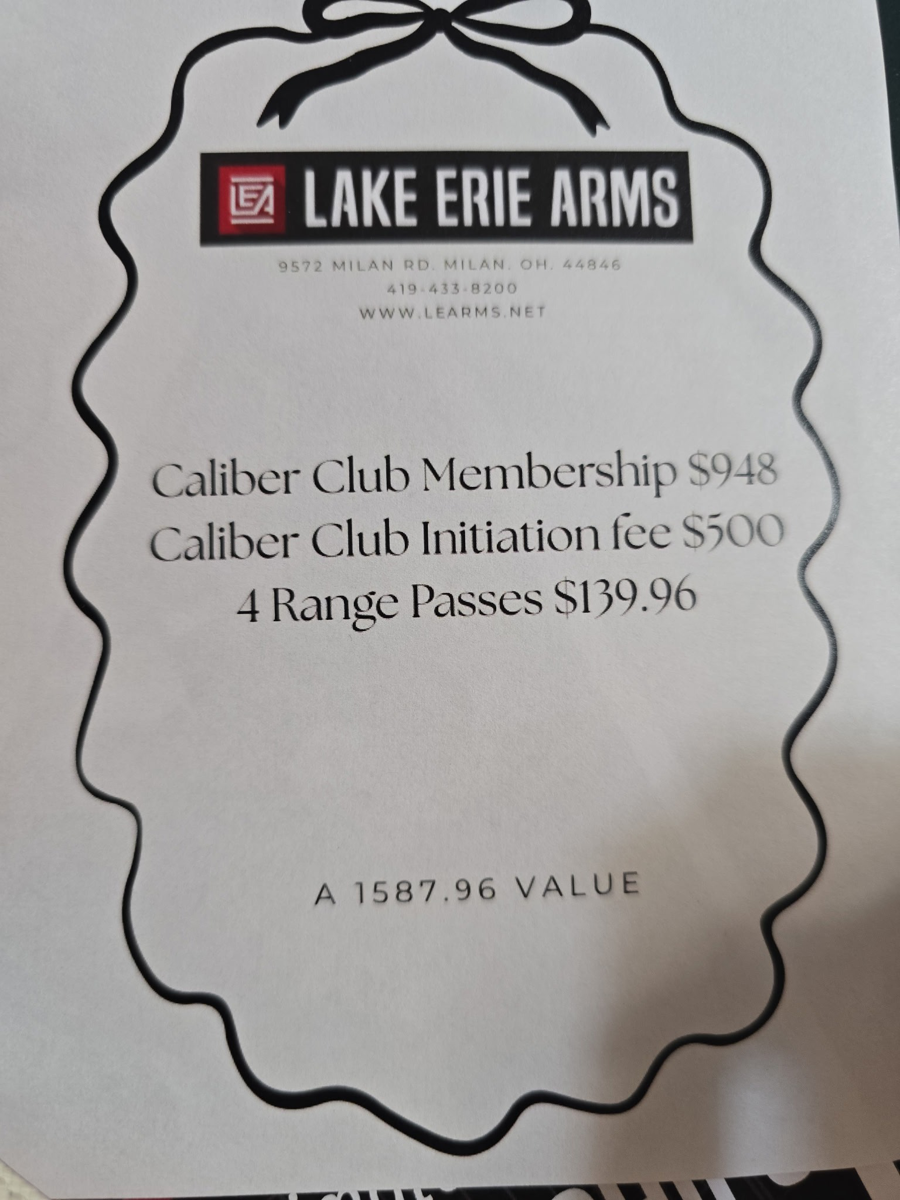 LEA LAKE ERIE ARMS
9572 MILAN RD. MILAN, OH. 44846
419-433-8200
WWW.LEARMS.NET
Caliber Club Membership $948
Caliber Club Initiation fee $500
4 Range Passes $139.96
A 1587.96 VALUE